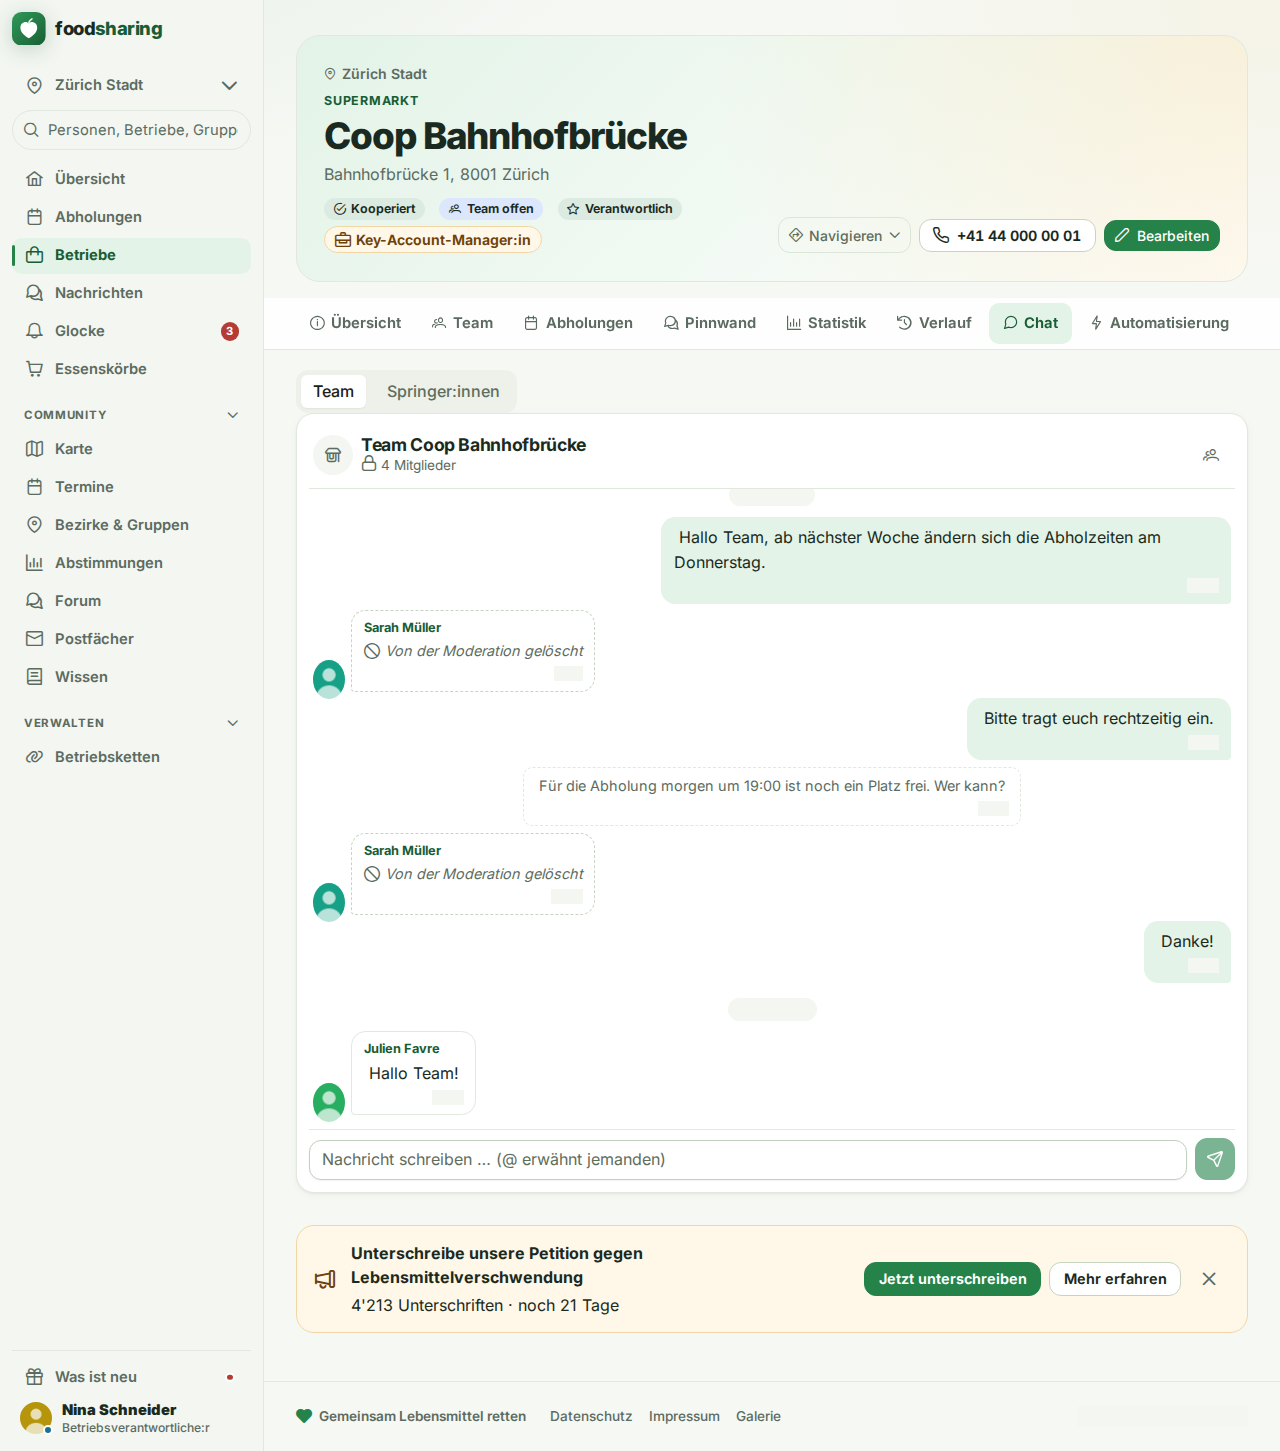 foodsharing
Zürich Stadt
Personen, Betriebe, Grupp
Übersicht
Abholungen
Betriebe
Nachrichten
Glocke
3
Essenskörbe
COMMUNITY
Karte
Termine
Bezirke & Gruppen
Abstimmungen
Forum
Postfächer
Wissen
VERWALTEN
Betriebsketten
Was ist neu
Nina Schneider
Betriebsverantwortliche:r
Zürich Stadt
SUPERMARKT
Coop Bahnhofbrücke
Bahnhofbrücke 1, 8001 Zürich
Kooperiert
Team offen
Verantwortlich
Key-Account-Manager:in
Navigieren
+41 44 000 00 01
Bearbeiten
Übersicht
Team
Abholungen
Pinnwand
Statistik
Verlauf
Chat
Automatisierung
Team
Springer:innen
Team Coop Bahnhofbrücke
4 Mitglieder
Hallo Team, ab nächster Woche ändern sich die Abholzeiten am
Donnerstag.
Sarah Müller
Von der Moderation gelöscht
Bitte tragt euch rechtzeitig ein.
Für die Abholung morgen um 19:00 ist noch ein Platz frei. Wer kann?
Sarah Müller
Von der Moderation gelöscht
Danke!
Julien Favre
Hallo Team!
Nachricht schreiben … (@ erwähnt jemanden)
Unterschreibe unsere Petition gegen
Lebensmittelverschwendung
4'213 Unterschriften · noch 21 Tage
Jetzt unterschreiben
Mehr erfahren
Gemeinsam Lebensmittel retten
Datenschutz
Impressum
Galerie